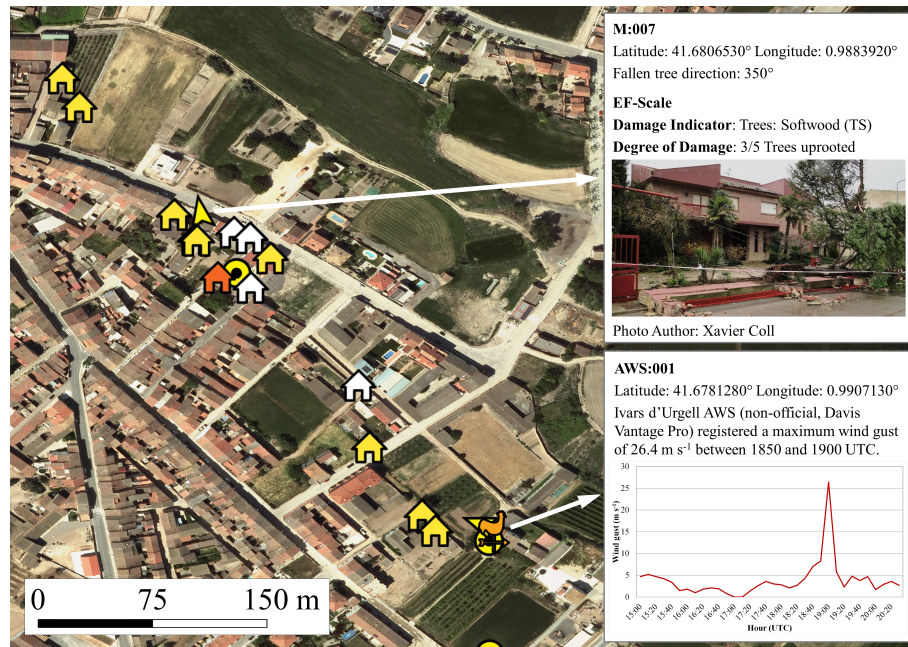 M:007
Latitude: 41.6806530° Longitude: 0.9883920°
Fallen tree direction: 350°
EF-Scale
Damage Indicator: Trees: Softwood (TS)
Degree of Damage: 3/5 Trees uprooted
Photo Author: Xavier Coll
AWS:001
Latitude: 41.6781280° Longitude: 0.9907130°
Ivars d’Urgell AWS (non-official, Davis
Vantage Pro) registered a maximum wind gust
of 26.4 m s-1 between 1850 and 1900 UTC.
Wind gust (m s-1)
30
25
20
15
10
5
0
15:00 15:20 15:40 16:00 16:20 16:40 17:00 17:20 17:40 18:00 18:20 18:40 19:00 19:20 19:40 20:00 20:20
Hour (UTC)
0 75 150 m